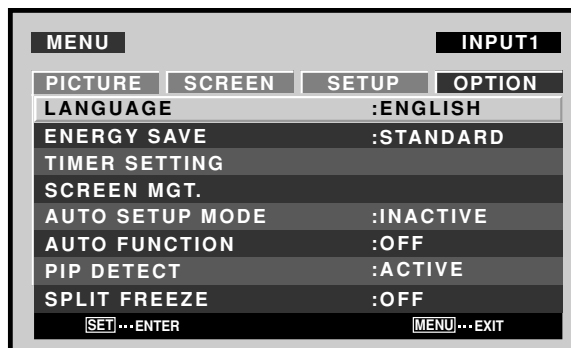 MENU INPUT1
PICTURE SCREEN SETUP OPTION
LANGUAGE :ENGLISH
ENERGY SAVE :STANDARD
TIMER SETTING
SCREEN MGT.
AUTO SETUP MODE :INACTIVE
AUTO FUNCTION :OFF
PIP DETECT :ACTIVE
SPLIT FREEZE :OFF
SET···ENTER MENU···EXIT